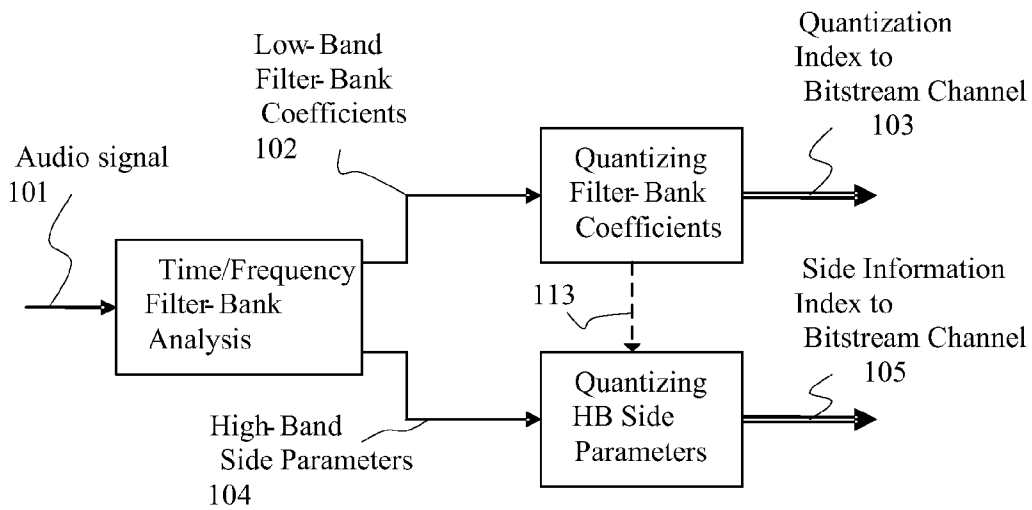 Audio signal
101
Low-Band
Filter-Bank
Coefficients
102
Quantization
Index to
Bitstream Channel
103
Time/Frequency
Filter-Bank
Analysis
Quantizing
Filter-Bank
Coefficients
113
Side Information
Index to
Bitstream Channel
105
High-Band
Side Parameters
104
Quantizing
HB Side
Parameters